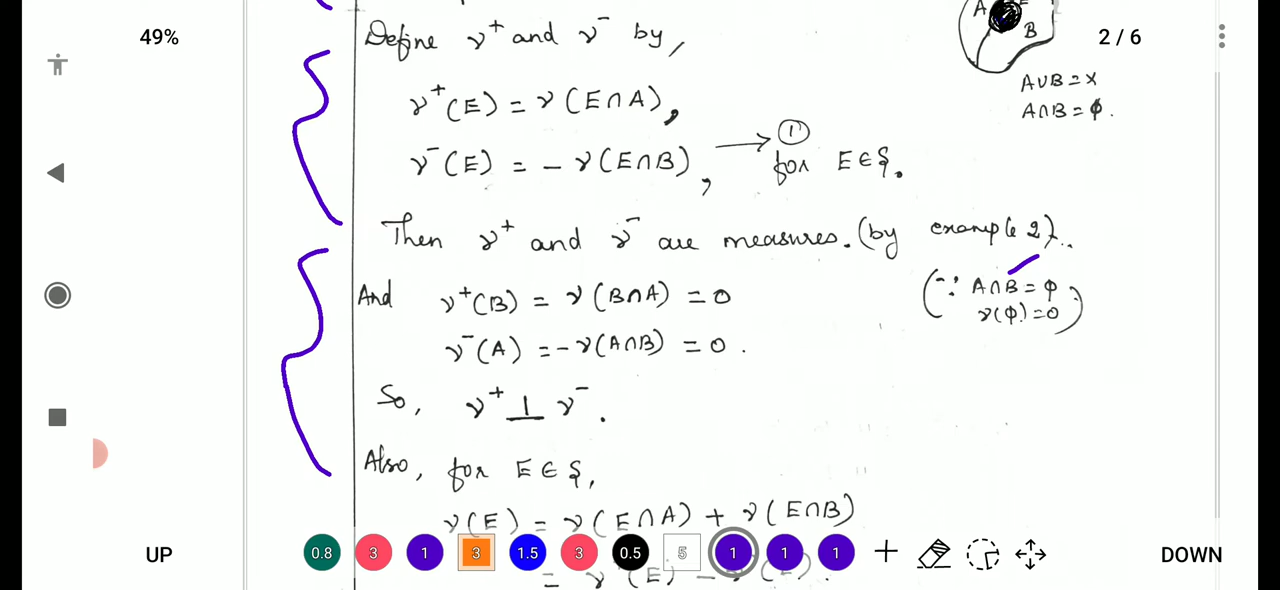 49%
2 / 6
A
B
Define ν⁺ and ν⁻ by,
A∪B = X
A∩B = ϕ.
ν⁺(E) = ν(E∩A),
ν⁻(E) = − ν(E∩B), ⟶ ① for E∈S.
Then ν⁺ and ν⁻ are measures. (by example 2)..
And ν⁺(B) = ν(B∩A) = 0
(∵ A∩B = ϕ
ν(ϕ) = 0)
ν⁻(A) = −ν(A∩B) = 0.
So, ν⁺ ⊥ ν⁻.
Also, for E∈S,
ν(E) = ν(E∩A) + ν(E∩B)
UP
0.8 3 1 3 1.5 3 0.5 5 1 1 1
DOWN